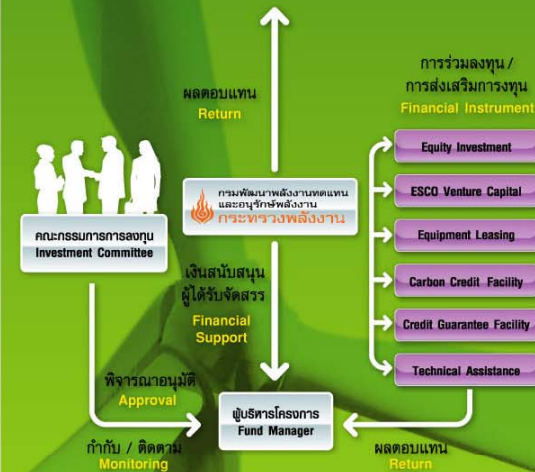 ผลตอบแทน
Return
การร่วมลงทุน /
การส่งเสริมการงทุน
Financial Instrument
Equity Investment
ESCO Venture Capital
Equipment Leasing
Carbon Credit Facility
Credit Guarantee Facility
Technical Assistance
กรมพัฒนาพลังงานทดแทน
และอนุรักษ์พลังงาน
กระทรวงพลังงาน
คณะกรรมการการลงทุน
Investment Committee
เงินสนับสนุน
ผู้ได้รับจัดสรร
Financial
Support
พิจารณาอนุมัติ
Approval
กำกับ / ติดตาม
Monitoring
ผู้บริหารโครงการ
Fund Manager
ผลตอบแทน
Return